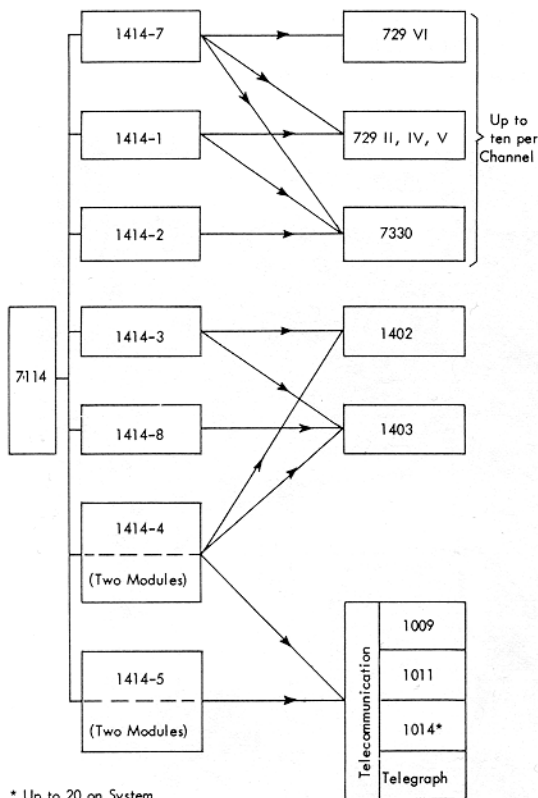 1414-7
729 VI
1414-1
729 II, IV, V
Up to
ten per
Channel
1414-2
7330
7114
1414-3
1402
1414-8
1403
1414-4
(Two Modules)
1414-5
(Two Modules)
Telecommunication
1009
1011
1014*
Telegraph
* Up to 20 on System